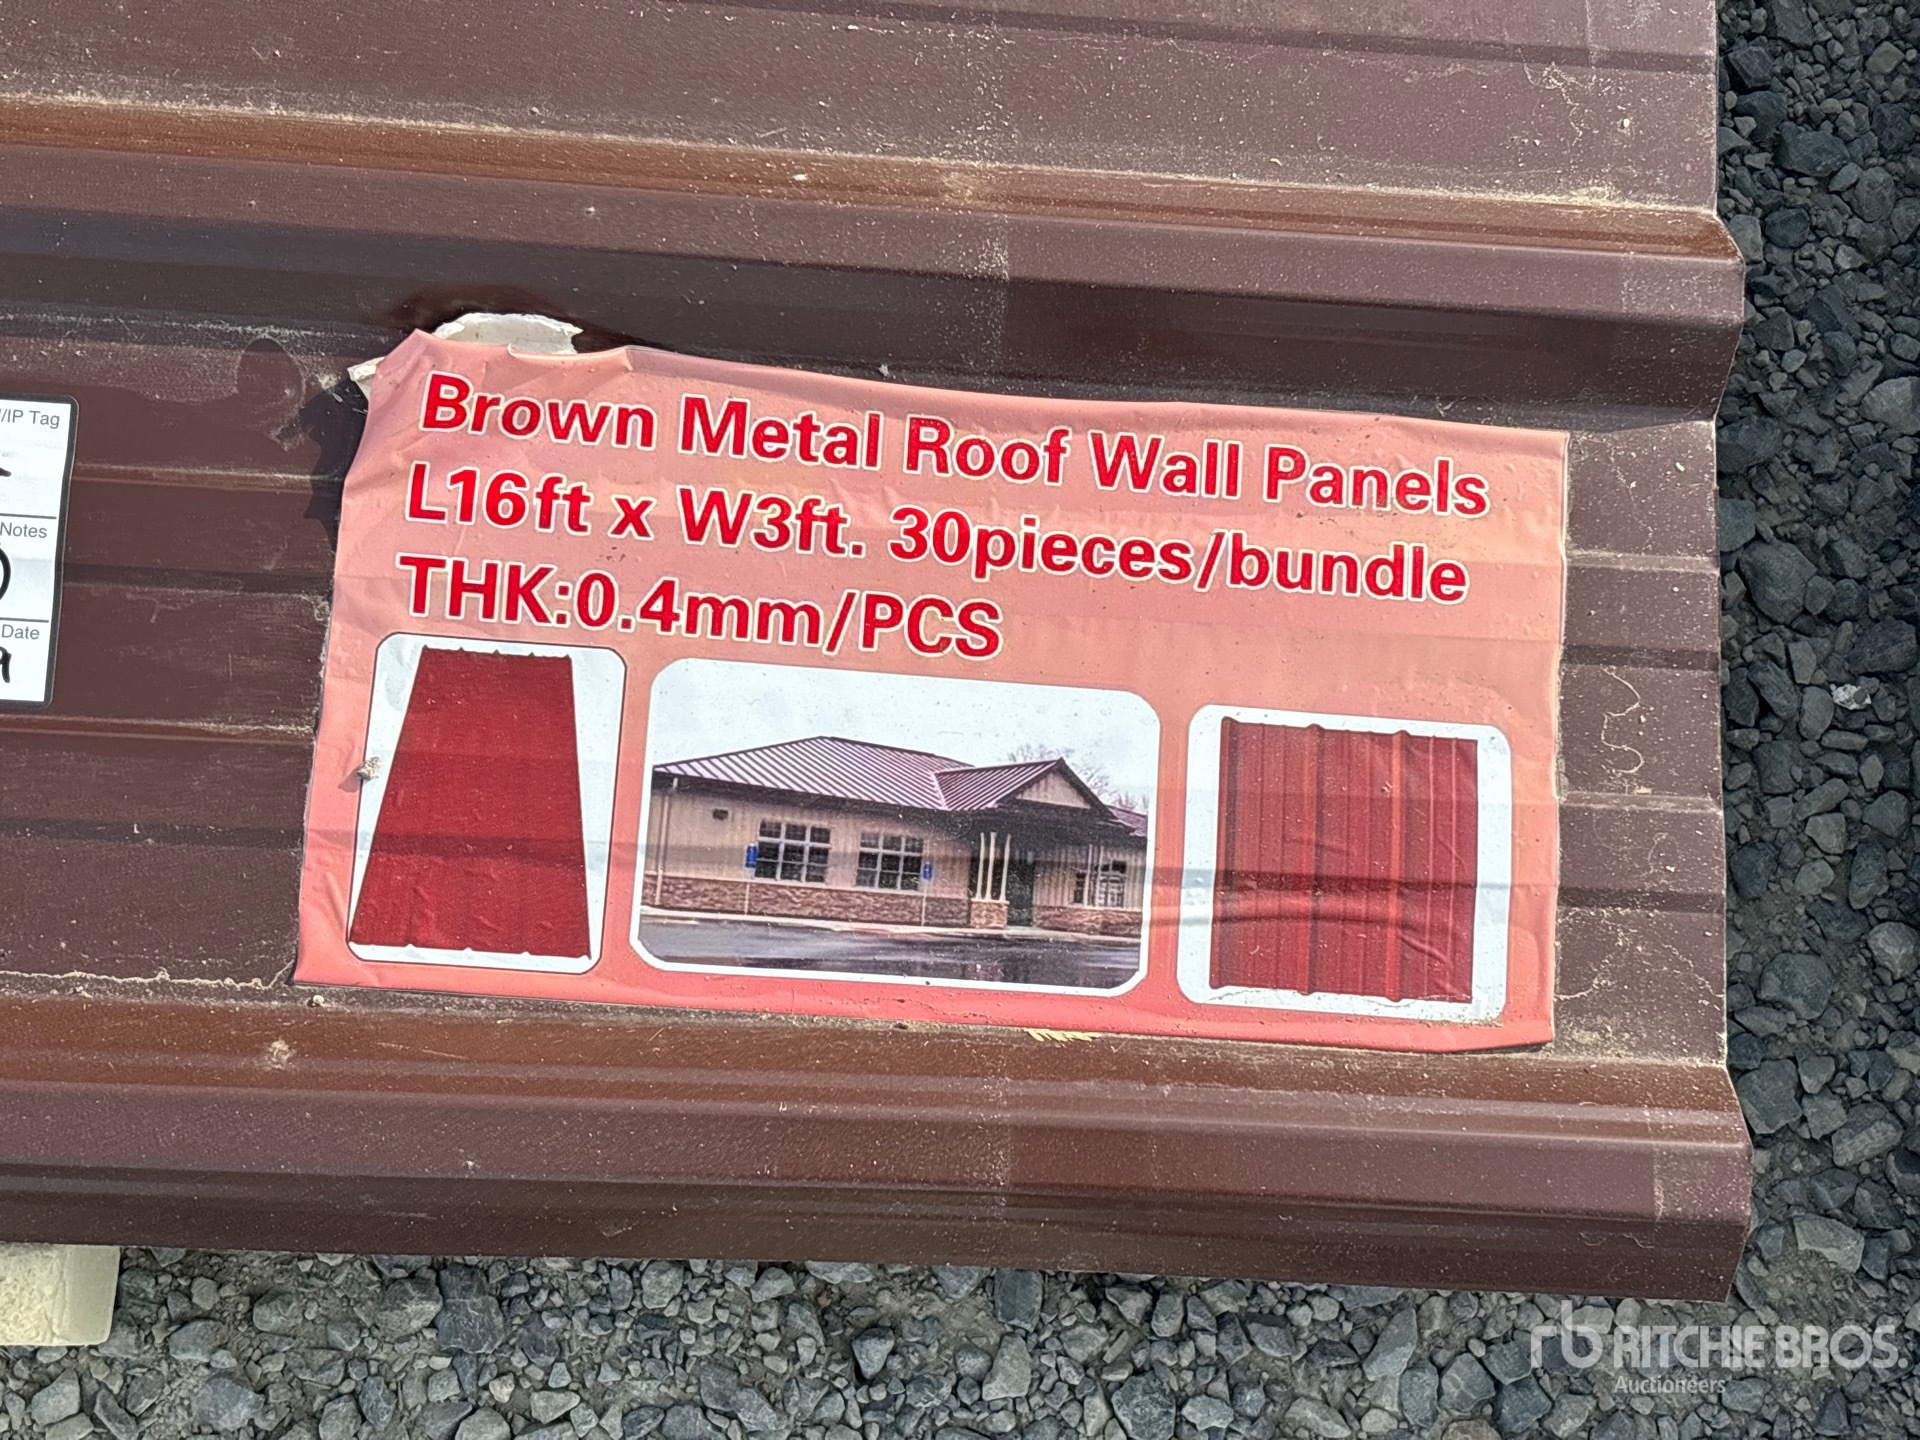 Brown Metal Roof Wall Panels
L16ft x W3ft. 30pieces/bundle
THK:0.4mm/PCS
/IP Tag
Notes
Date
rb RITCHIE BROS.
Auctioneers